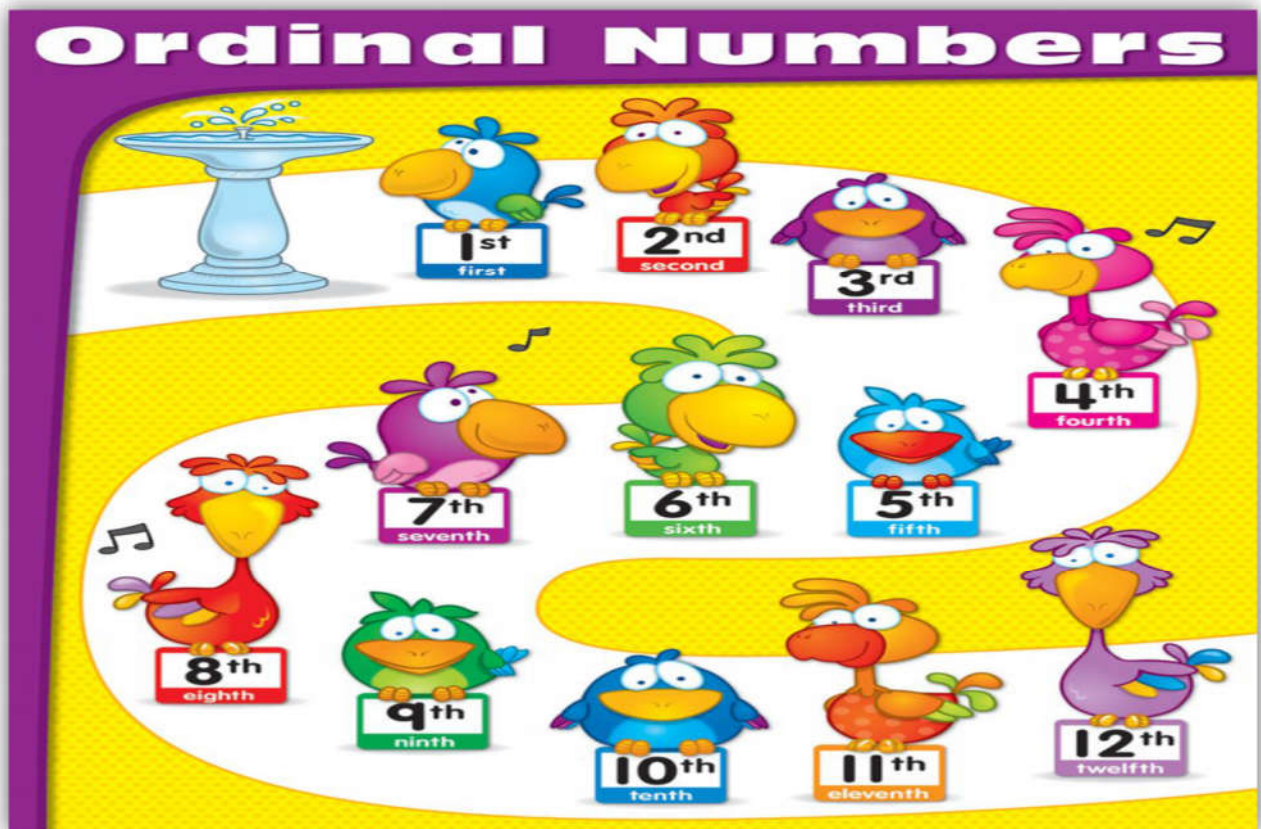 Ordinal Numbers
1st
first
2nd
second
3rd
third
4th
fourth
5th
fifth
6th
sixth
7th
seventh
8th
eighth
9th
ninth
10th
tenth
11th
eleventh
12th
twelfth